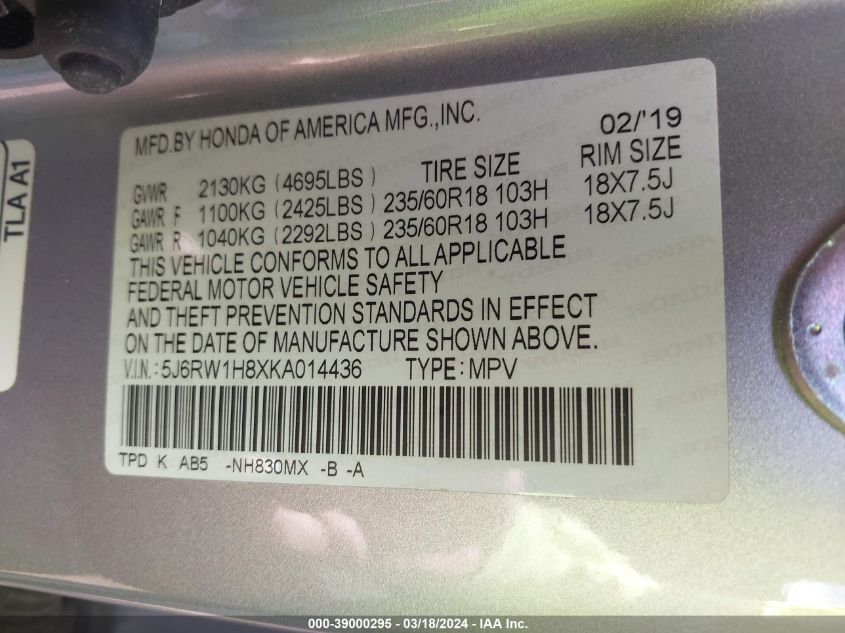 TLA A1
MFD.BY HONDA OF AMERICA MFG.,INC. 02/'19
TIRE SIZE RIM SIZE
GVWR 2130KG (4695LBS)
GAWR F 1100KG (2425LBS) 235/60R18 103H 18X7.5J
GAWR R 1040KG (2292LBS) 235/60R18 103H 18X7.5J
THIS VEHICLE CONFORMS TO ALL APPLICABLE
FEDERAL MOTOR VEHICLE SAFETY
AND THEFT PREVENTION STANDARDS IN EFFECT
ON THE DATE OF MANUFACTURE SHOWN ABOVE.
V.I.N.: 5J6RW1H8XKA014436 TYPE: MPV
TPD K AB5 -NH830MX -B -A
000-39000295 - 03/18/2024 - IAA Inc.